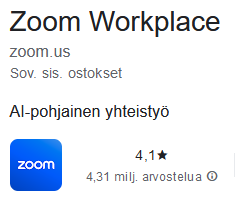 Zoom Workplace
zoom.us
Sov. sis. ostokset
AI-pohjainen yhteistyö
zoom
4,1★
4,31 milj. arvostelua ⓘ